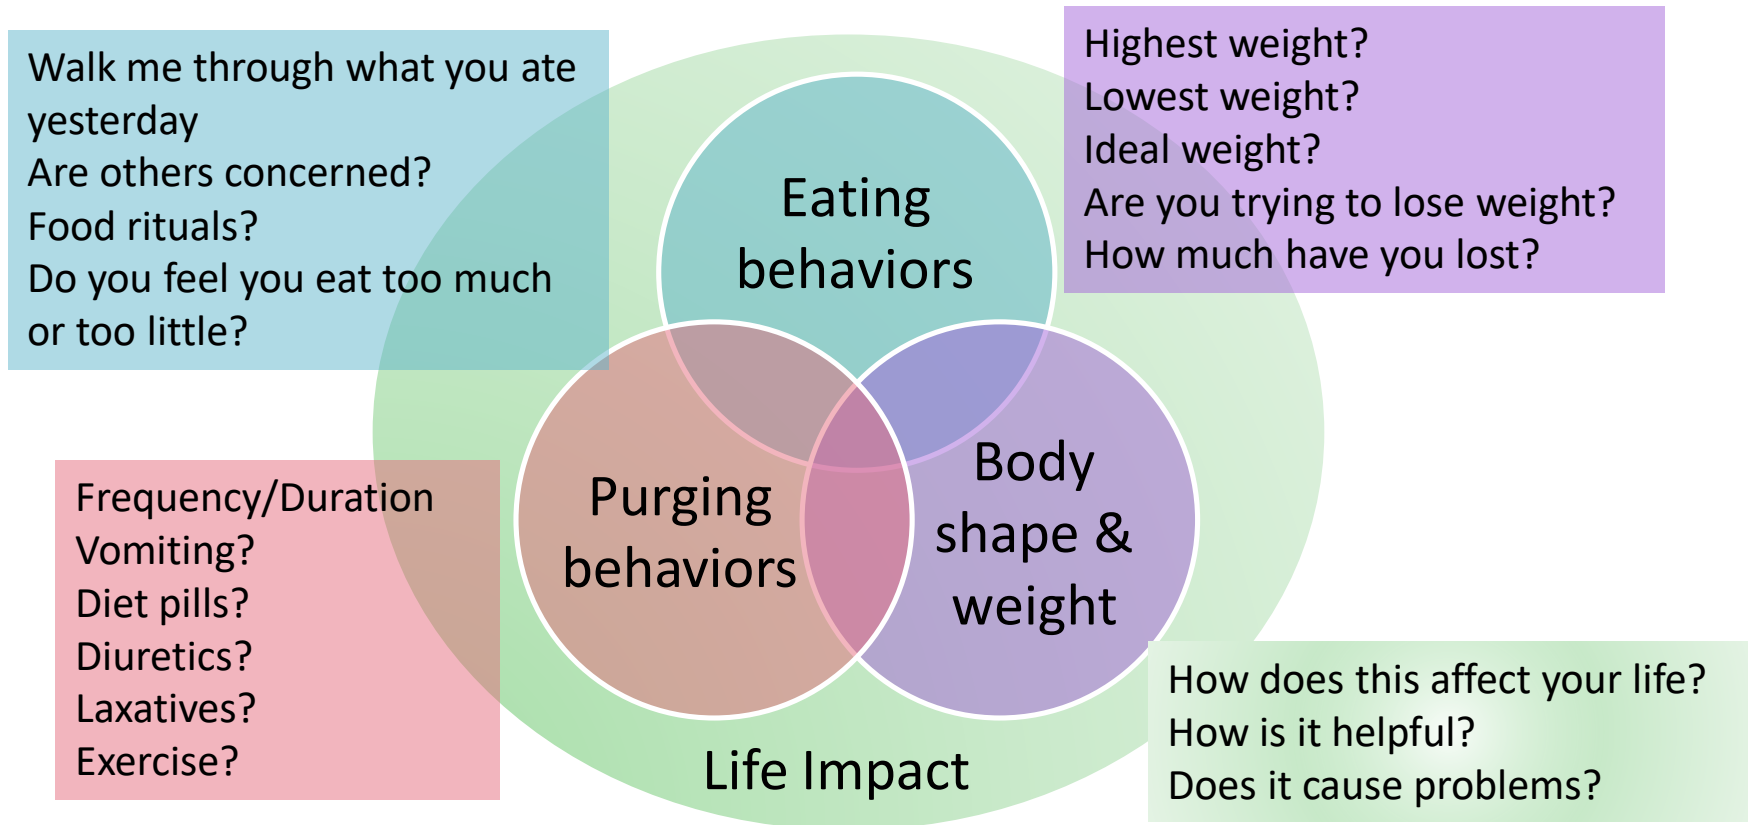 Walk me through what you ate
yesterday
Are others concerned?
Food rituals?
Do you feel you eat too much
or too little?
Highest weight?
Lowest weight?
Ideal weight?
Are you trying to lose weight?
How much have you lost?
Eating
behaviors
Purging
behaviors
Body
shape &
weight
Frequency/Duration
Vomiting?
Diet pills?
Diuretics?
Laxatives?
Exercise?
Life Impact
How does this affect your life?
How is it helpful?
Does it cause problems?